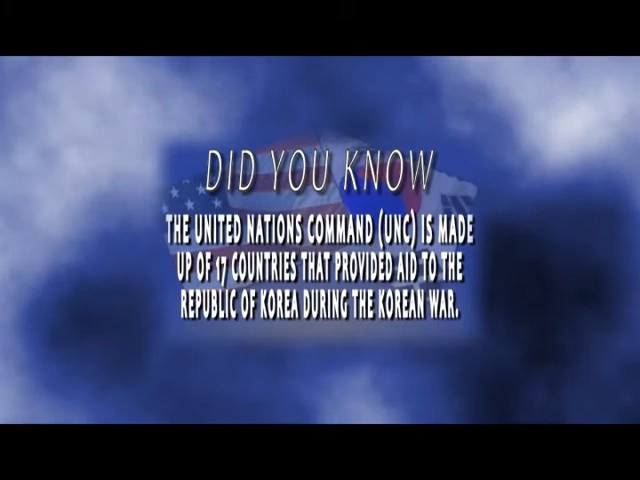 DID YOU KNOW
THE UNITED NATIONS COMMAND (UNC) IS MADE
UP OF 17 COUNTRIES THAT PROVIDED AID TO THE
REPUBLIC OF KOREA DURING THE KOREAN WAR.